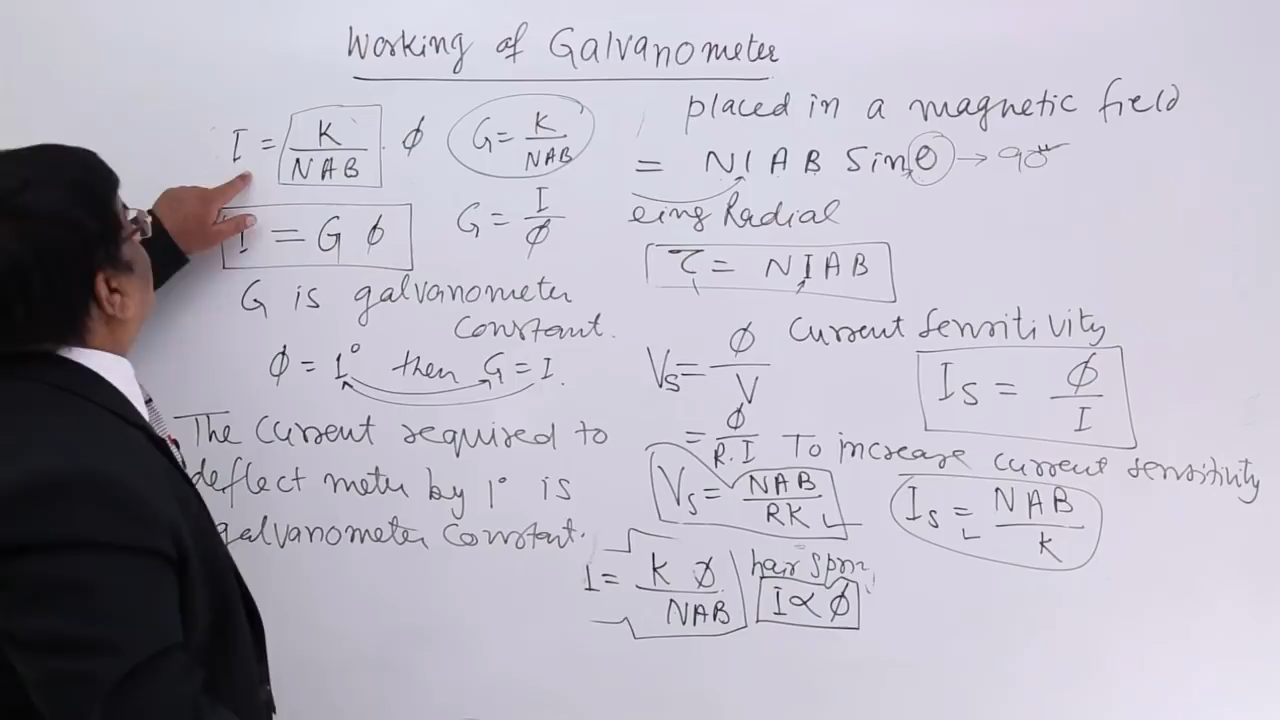 Working of Galvanometer
I = K / NAB . φ
G = K / NAB
I = G φ
G = I / φ
G is galvanometer
constant.
φ = 1° then G = I.
The current required to
deflect meter by 1° is
galvanometer constant.
placed in a magnetic field
= NIAB Sin θ → 90°
eing Radial
τ = NIAB
Current Sensitivity
Vs = φ / V
Is = φ / I
= φ / R.I
To increase current sensitivity
Vs = NAB / RK
Is = NAB / K
I = K φ / NAB
hair
I ∝ φ